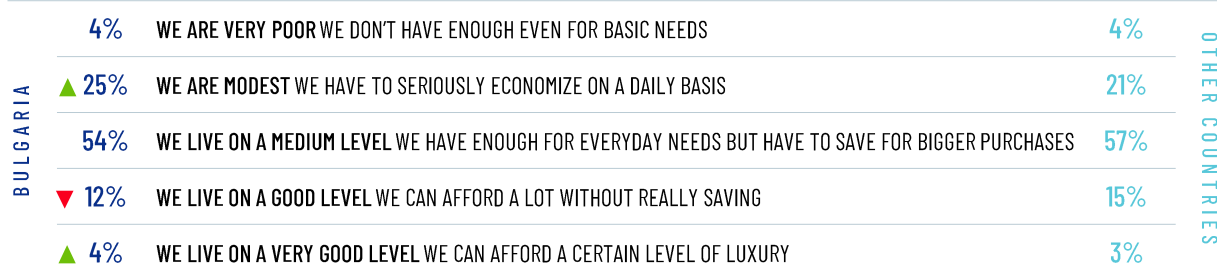 BULGARIA
4% WE ARE VERY POOR WE DON'T HAVE ENOUGH EVEN FOR BASIC NEEDS 4%
▲ 25% WE ARE MODEST WE HAVE TO SERIOUSLY ECONOMIZE ON A DAILY BASIS 21%
54% WE LIVE ON A MEDIUM LEVEL WE HAVE ENOUGH FOR EVERYDAY NEEDS BUT HAVE TO SAVE FOR BIGGER PURCHASES 57%
▼ 12% WE LIVE ON A GOOD LEVEL WE CAN AFFORD A LOT WITHOUT REALLY SAVING 15%
▲ 4% WE LIVE ON A VERY GOOD LEVEL WE CAN AFFORD A CERTAIN LEVEL OF LUXURY 3%
OTHER COUNTRIES